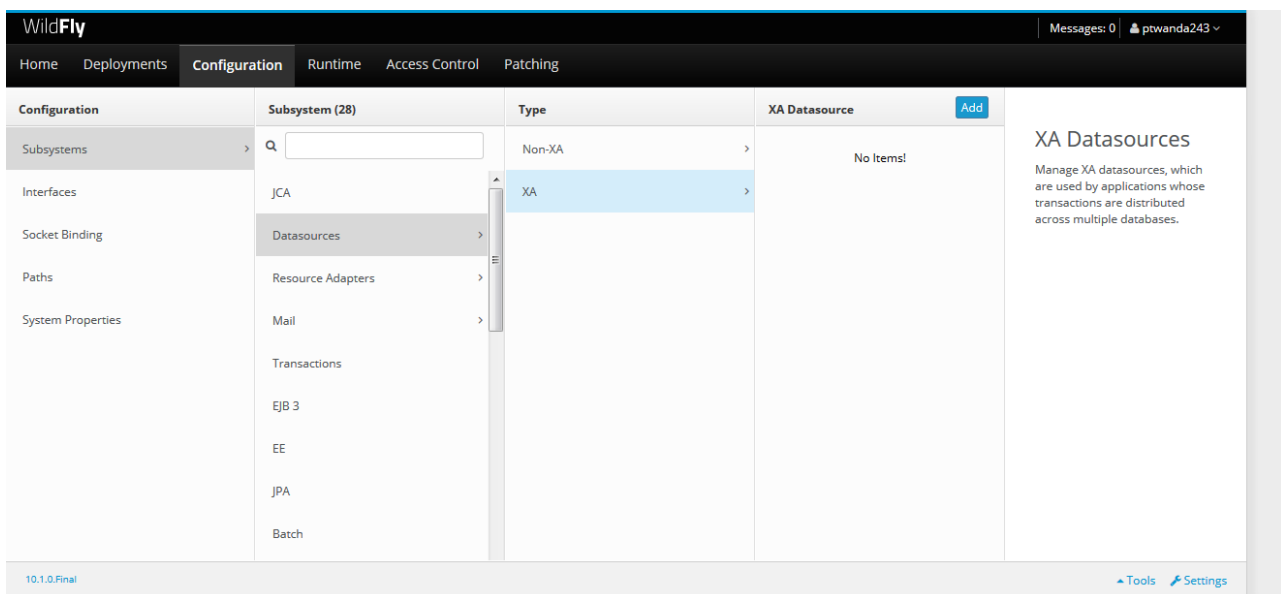 WildFly
Messages: 0 ptwanda243
Home Deployments Configuration Runtime Access Control Patching
Configuration
Subsystems
Interfaces
Socket Binding
Paths
System Properties
Subsystem (28)
JCA
Datasources
Resource Adapters
Mail
Transactions
EJB 3
EE
JPA
Batch
Type
Non-XA
XA
XA Datasource Add
No Items!
XA Datasources
Manage XA datasources, which
are used by applications whose
transactions are distributed
across multiple databases.
10.1.0.Final
Tools Settings